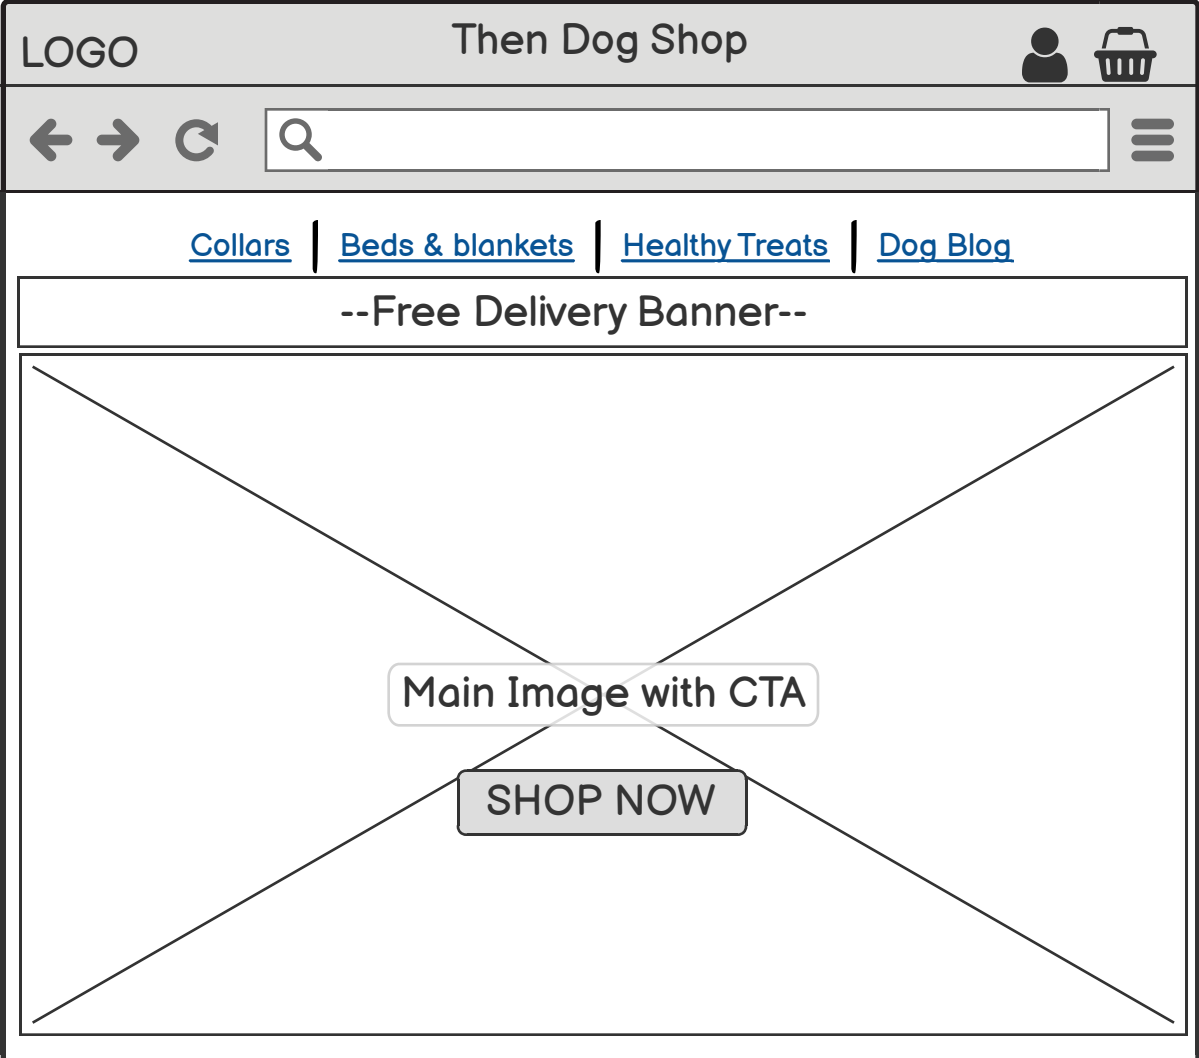 LOGO
Then Dog Shop
Collars | Beds & blankets | Healthy Treats | Dog Blog
--Free Delivery Banner--
Main Image with CTA
SHOP NOW